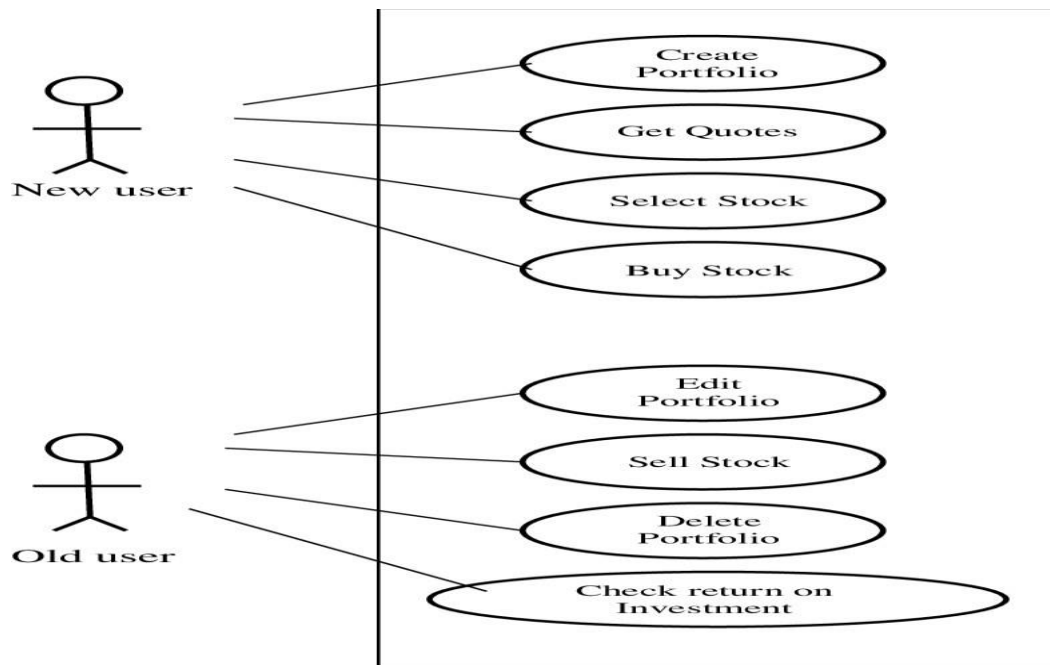 Create
Portfolio
Get Quotes
New user
Select Stock
Buy Stock
Edit
Portfolio
Sell Stock
Old user
Delete
Portfolio
Check return on
Investment